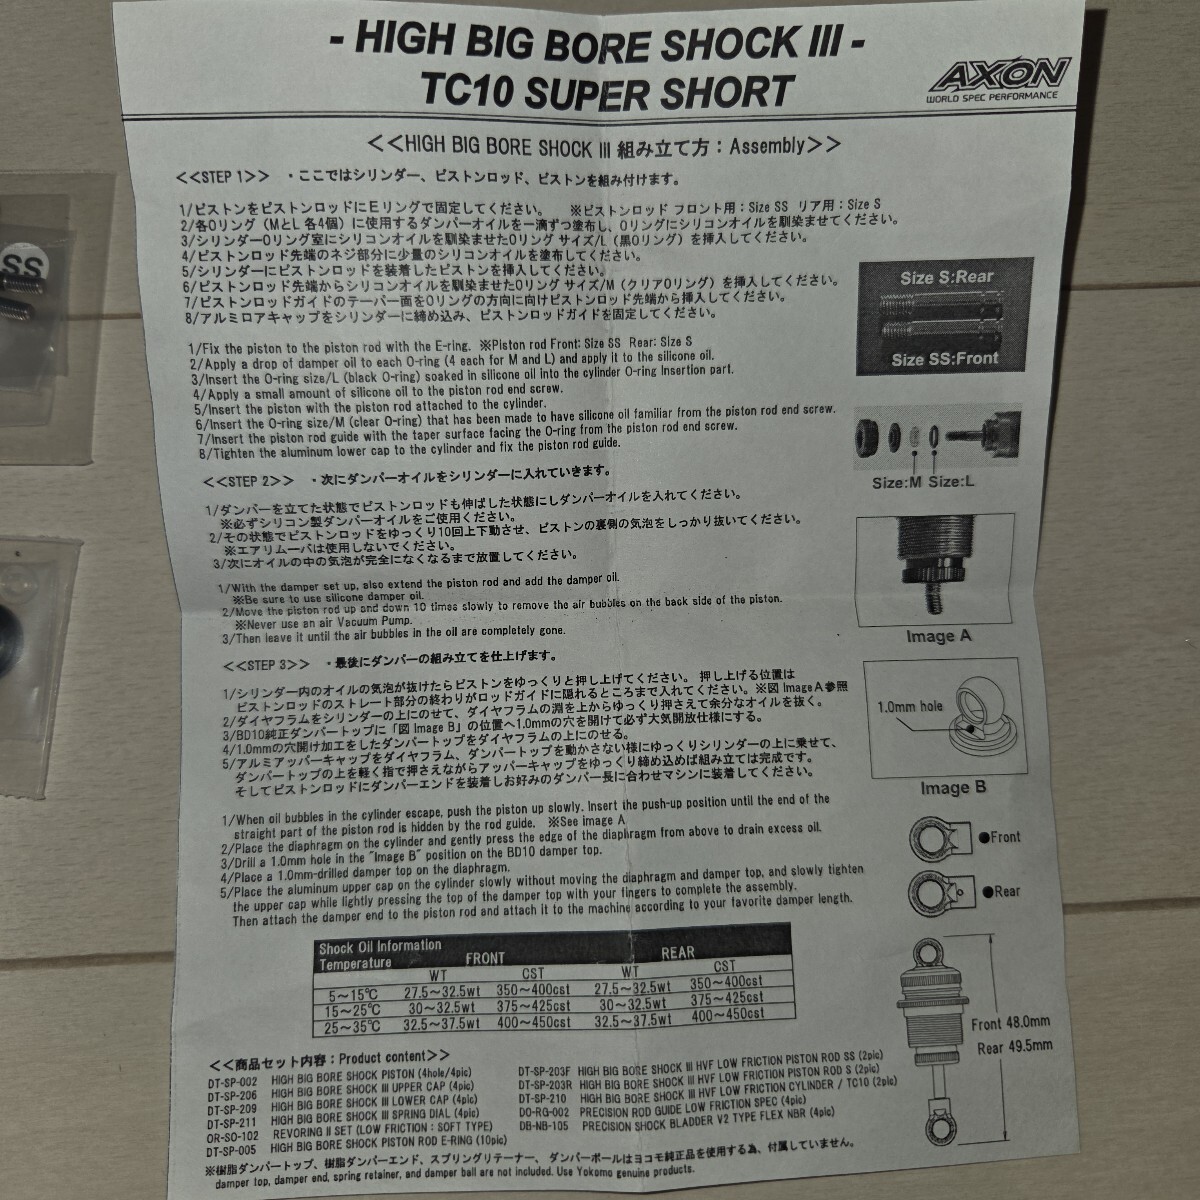 - HIGH BIG BORE SHOCK III -
TC10 SUPER SHORT
AXON
WORLD SPEC PERFORMANCE
<<HIGH BIG BORE SHOCK III 組み立て方：Assembly>>
<<STEP 1>> ・ここではシリンダー、ピストンロッド、ピストンを組み付けます。
1/ピストンをピストンロッドにEリングで固定してください。 ※ピストンロッド フロント用：Size SS リア用：Size S
2/各Oリング（MとL 各4個）に使用するダンパーオイルを一滴ずつ塗布し、Oリングにシリコンオイルを馴染ませてください。
3/シリンダーOリング室にシリコンオイルを馴染ませたOリング サイズ/L（黒Oリング）を挿入してください。
4/ピストンロッド先端のネジ部分に少量のシリコンオイルを塗布してください。
5/シリンダーにピストンロッドを装着したピストンを挿入してください。
6/ピストンロッド先端からシリコンオイルを馴染ませたOリング サイズ/M（クリアOリング）を挿入してください。
7/ピストンロッドガイドのテーパー面をOリングの方向に向けピストンロッド先端から挿入してください。
8/アルミロアキャップをシリンダーに締め込み、ピストンロッドガイドを固定してください。
1/Fix the piston to the piston rod with the E-ring. ※Piston rod Front: Size SS Rear: Size S
2/Apply a drop of damper oil to each O-ring (4 each for M and L) and apply it to the silicone oil.
3/Insert the O-ring size/L (black O-ring) soaked in silicone oil into the cylinder O-ring Insertion part.
4/Apply a small amount of silicone oil to the piston rod end screw.
5/Insert the piston with the piston rod attached to the cylinder.
6/Insert the O-ring size/M (clear O-ring) that has been made to have silicone oil familiar from the piston rod end screw.
7/Insert the piston rod guide with the taper surface facing the O-ring from the piston rod end screw.
8/Tighten the aluminum lower cap to the cylinder and fix the piston rod guide.
SS
Size S:Rear
Size SS:Front
Size:M Size:L
<<STEP 2>> ・次にダンパーオイルをシリンダーに入れていきます。
1/ダンパーを立てた状態でピストンロッドも伸ばした状態にしダンパーオイルを入れてください。
※必ずシリコン製ダンパーオイルをご使用ください。
2/その状態でピストンロッドをゆっくり10回上下動させ、ピストンの裏側の気泡をしっかり抜いてください。
※エアリムーバは使用しないでください。
3/次にオイルの中の気泡が完全になくなるまで放置してください。
1/With the damper set up, also extend the piston rod and add the damper oil.
※Be sure to use silicone damper oil.
2/Move the piston rod up and down 10 times slowly to remove the air bubbles on the back side of the piston.
※Never use an air Vacuum Pump.
3/Then leave it until the air bubbles in the oil are completely gone.
Image A
<<STEP 3>> ・最後にダンパーの組み立てを仕上げます。
1/シリンダー内のオイルの気泡が抜けたらピストンをゆっくりと押し上げてください。 押し上げる位置は
ピストンロッドのストレート部分の終わりがロッドガイドに隠れるところまで入れてください。※図 ImageA参照
2/ダイヤフラムをシリンダーの上にのせて、ダイヤフラムの淵を上からゆっくり押さえて余分なオイルを抜く。
3/BD10純正ダンパートップに「図 Image B」の位置へ1.0mmの穴を開けて必ず大気開放仕様にする。
4/1.0mmの穴開け加工をしたダンパートップをダイヤフラムの上にのせる。
5/アルミアッパーキャップをダイヤフラム、ダンパートップを動かさない様にゆっくりシリンダーの上に乗せて、
ダンパートップの上を軽く指で押さえながらアッパーキャップをゆっくり締め込めば組み立ては完成です。
そしてピストンロッドにダンパーエンドを装着しお好みのダンパー長に合わせマシンに装着してください。
1/When oil bubbles in the cylinder escape, push the piston up slowly. Insert the push-up position until the end of the
straight part of the piston rod is hidden by the rod guide. ※See image A
2/Place the diaphragm on the cylinder and gently press the edge of the diaphragm from above to drain excess oil.
3/Drill a 1.0mm hole in the "Image B" position on the BD10 damper top.
4/Place a 1.0mm-drilled damper top on the diaphragm.
5/Place the aluminum upper cap on the cylinder slowly without moving the diaphragm and damper top, and slowly tighten
the upper cap while lightly pressing the top of the damper top with your fingers to complete the assembly.
Then attach the damper end to the piston rod and attach it to the machine according to your favorite damper length.
1.0mm hole
Image B
●Front
●Rear
Front 48.0mm
Rear 49.5mm
Shock Oil Information
Temperature FRONT REAR
WT CST WT CST
5～15℃ 27.5～32.5wt 350～400cst 27.5～32.5wt 350～400cst
15～25℃ 30～32.5wt 375～425cst 30～32.5wt 375～425cst
25～35℃ 32.5～37.5wt 400～450cst 32.5～37.5wt 400～450cst
<<商品セット内容：Product content>>
DT-SP-002 HIGH BIG BORE SHOCK PISTON (4hole/4pic)
DT-SP-206 HIGH BIG BORE SHOCK III UPPER CAP (4pic)
DT-SP-209 HIGH BIG BORE SHOCK III LOWER CAP (4pic)
DT-SP-211 HIGH BIG BORE SHOCK III SPRING DIAL (4pic)
OR-SO-102 REVORING II SET (LOW FRICTION : SOFT TYPE)
DT-SP-005 HIGH BIG BORE SHOCK PISTON ROD E-RING (10pic)
DT-SP-203F HIGH BIG BORE SHOCK III HVF LOW FRICTION PISTON ROD SS (2pic)
DT-SP-203R HIGH BIG BORE SHOCK III HVF LOW FRICTION PISTON ROD S (2pic)
DT-SP-210 HIGH BIG BORE SHOCK III HVF LOW FRICTION CYLINDER / TC10 (2pic)
DO-RG-002 PRECISION ROD GUIDE LOW FRICTION SPEC (4pic)
DB-NB-105 PRECISION SHOCK BLADDER V2 TYPE FLEX NBR (4pic)
※樹脂ダンパートップ、樹脂ダンパーエンド、スプリングリテーナー、 ダンパーボールはヨコモ純正品を使用する為、付属していません。
damper top, damper end, spring retainer, and damper ball are not included. Use Yokomo genuine products.